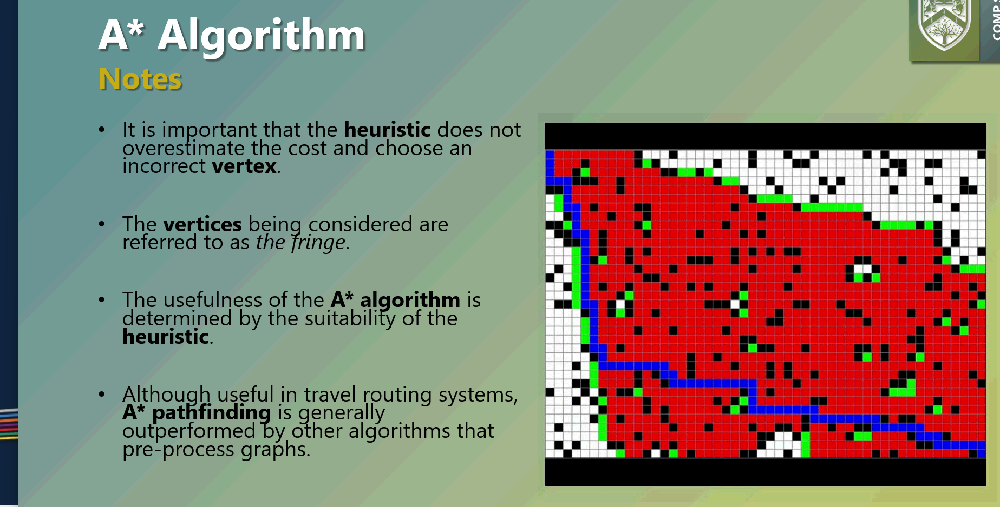 A* Algorithm
Notes
• It is important that the heuristic does not
overestimate the cost and choose an
incorrect vertex.
• The vertices being considered are
referred to as the fringe.
• The usefulness of the A* algorithm is
determined by the suitability of the
heuristic.
• Although useful in travel routing systems,
A* pathfinding is generally
outperformed by other algorithms that
pre-process graphs.
COMP